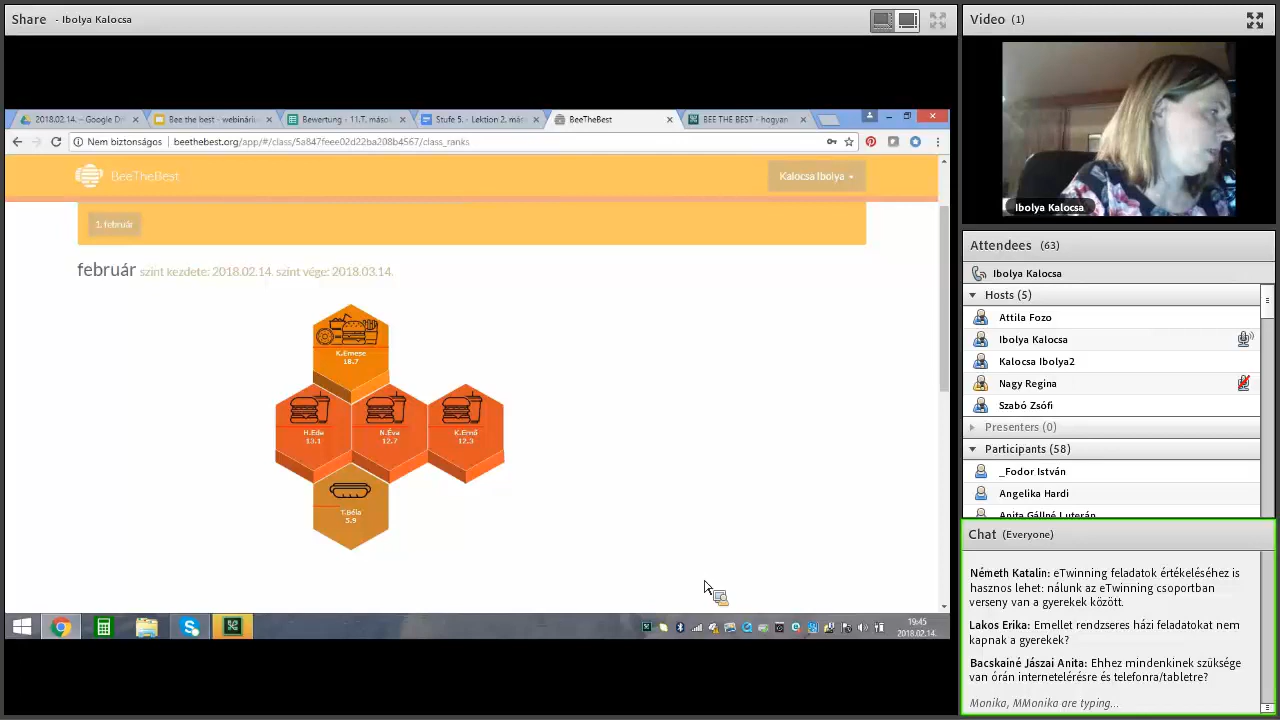 Share - Ibolya Kalocsa
2018.02.14. – Google D
Bee the best - webinariu
Bewertung - 11.T. máso
Stufe 5. - Lektion 2. más
BeeTheBest
BEE THE BEST - hogyan
Nem biztonságos
beethebest.org/app/#/class/5a847feee02d22ba208b4567/class_ranks
BeeTheBest
Kalocsa Ibolya
1. február
február szint kezdete: 2018.02.14. szint vége: 2018.03.14.
K.Emese
18.7
H.Ede
13.1
N.Éva
12.7
K.Ernő
12.3
T.Béla
5.9
19:45
2018.02.14.
Video (1)
Ibolya Kalocsa
Attendees (63)
Ibolya Kalocsa
Hosts (5)
Attila Fozo
Ibolya Kalocsa
Kalocsa Ibolya2
Nagy Regina
Szabó Zsófi
Presenters (0)
Participants (58)
_Fodor István
Angelika Hardi
Anita Gállné Luterán
Chat (Everyone)
Németh Katalin: eTwinning feladatok értékeléséhez is
hasznos lehet: nálunk az eTwinning csoportban
verseny van a gyerekek között.
Lakos Erika: Emellet rendzseres házi feladatokat nem
kapnak a gyerekek?
Bacskainé Jászai Anita: Ehhez mindenkinek szüksége
van órán internetelérésre és telefonra/tabletre?
Monika, MMonika are typing...